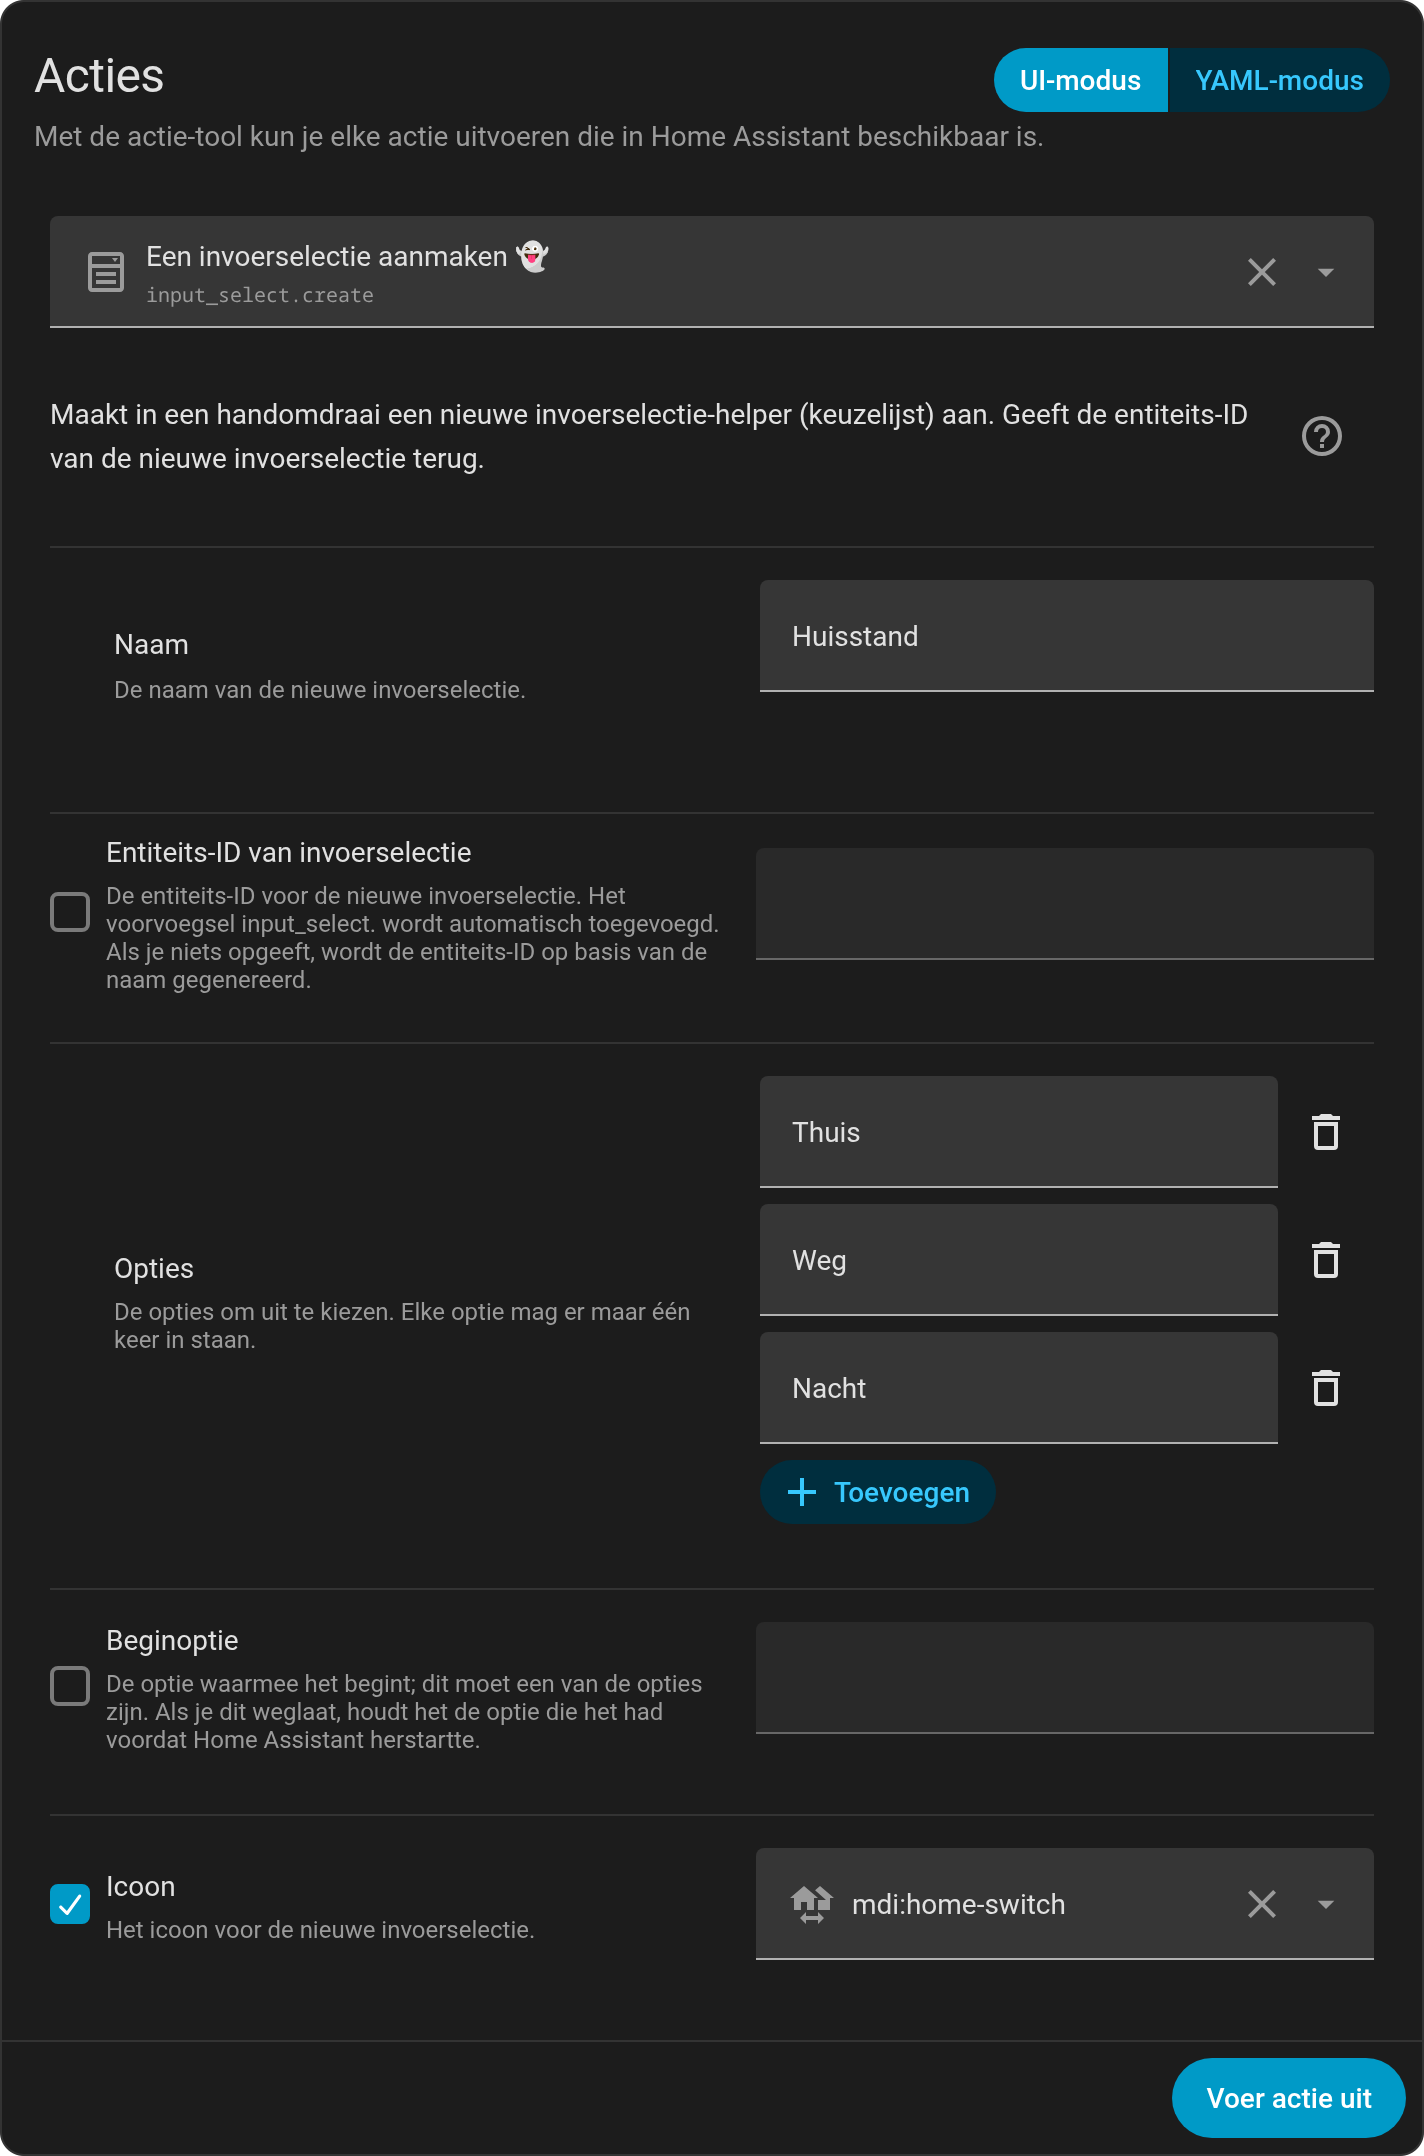 Acties
UI-modus
YAML-modus
Met de actie-tool kun je elke actie uitvoeren die in Home Assistant beschikbaar is.
Een invoerselectie aanmaken 👻
input_select.create
Maakt in een handomdraai een nieuwe invoerselectie-helper (keuzelijst) aan. Geeft de entiteits-ID
van de nieuwe invoerselectie terug.
Naam
De naam van de nieuwe invoerselectie.
Huisstand
Entiteits-ID van invoerselectie
De entiteits-ID voor de nieuwe invoerselectie. Het
voorvoegsel input_select. wordt automatisch toegevoegd.
Als je niets opgeeft, wordt de entiteits-ID op basis van de
naam gegenereerd.
Opties
De opties om uit te kiezen. Elke optie mag er maar één
keer in staan.
Thuis
Weg
Nacht
Toevoegen
Beginoptie
De optie waarmee het begint; dit moet een van de opties
zijn. Als je dit weglaat, houdt het de optie die het had
voordat Home Assistant herstartte.
Icoon
Het icoon voor de nieuwe invoerselectie.
mdi:home-switch
Voer actie uit